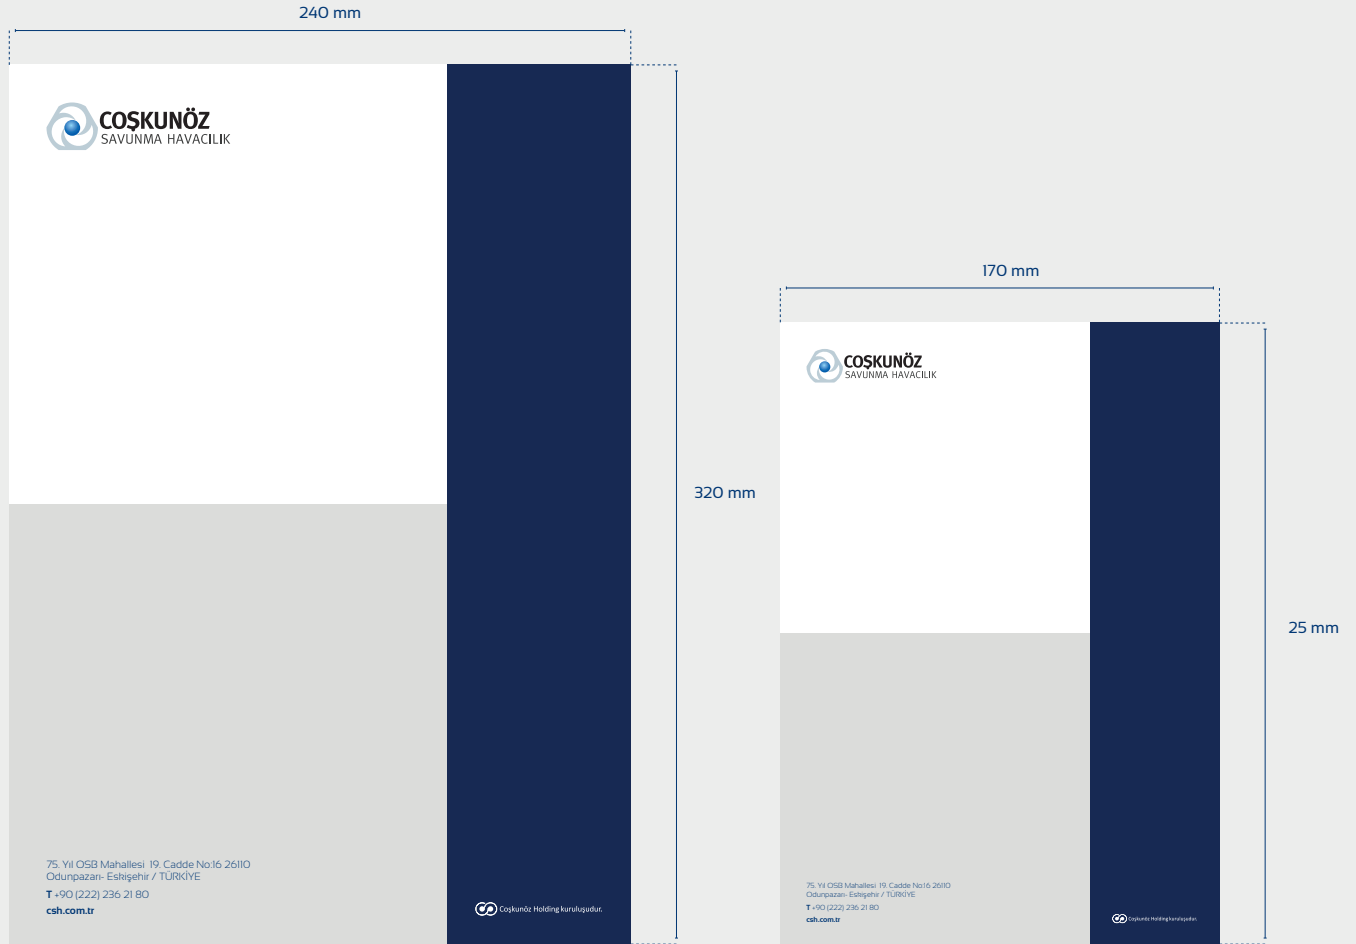 240 mm
COŞKUNÖZ
SAVUNMA HAVACILIK
320 mm
75. Yıl OSB Mahallesi 19. Cadde No:16 26110
Odunpazarı- Eskişehir / TÜRKİYE
T +90 (222) 236 21 80
csh.com.tr
Coşkunöz Holding kuruluşudur.
170 mm
COŞKUNÖZ
SAVUNMA HAVACILIK
25 mm
75. Yıl OSB Mahallesi 19. Cadde No:16 26110
Odunpazarı- Eskişehir / TÜRKİYE
T +90 (222) 236 21 80
csh.com.tr
Coşkunöz Holding kuruluşudur.